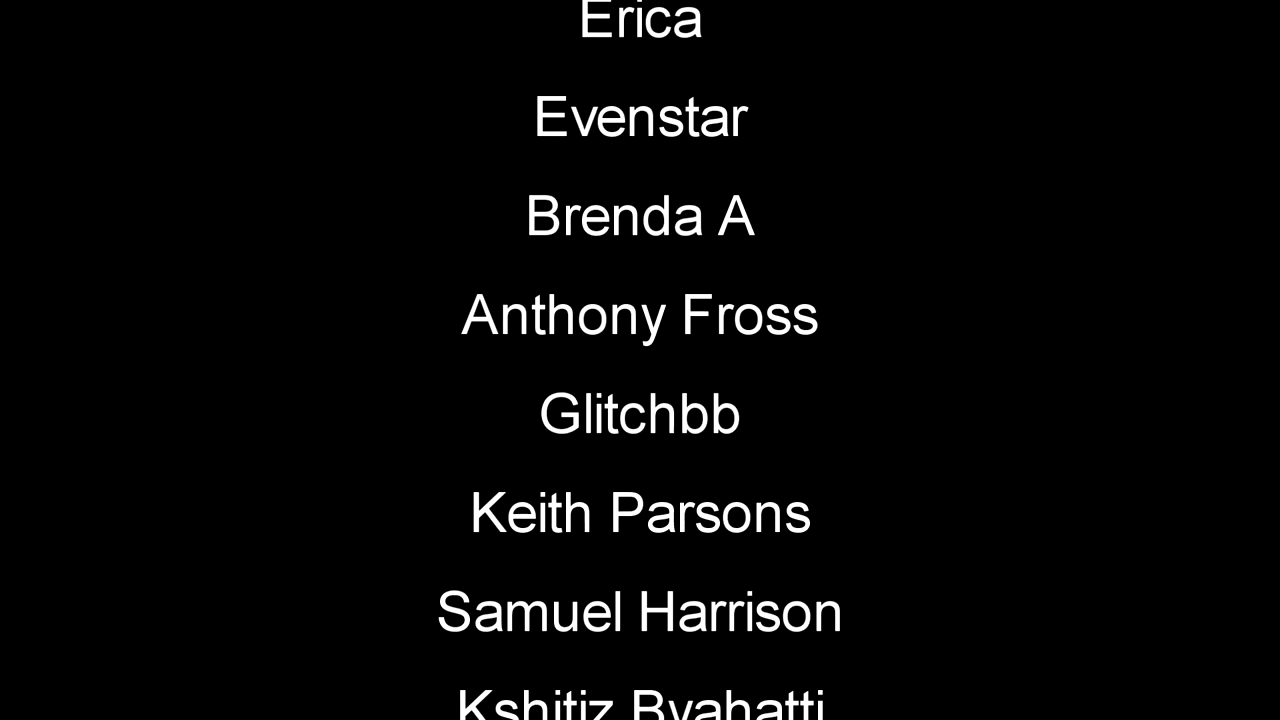 Erica
Evenstar
Brenda A
Anthony Fross
Glitchbb
Keith Parsons
Samuel Harrison
Kshitiz Byahatti